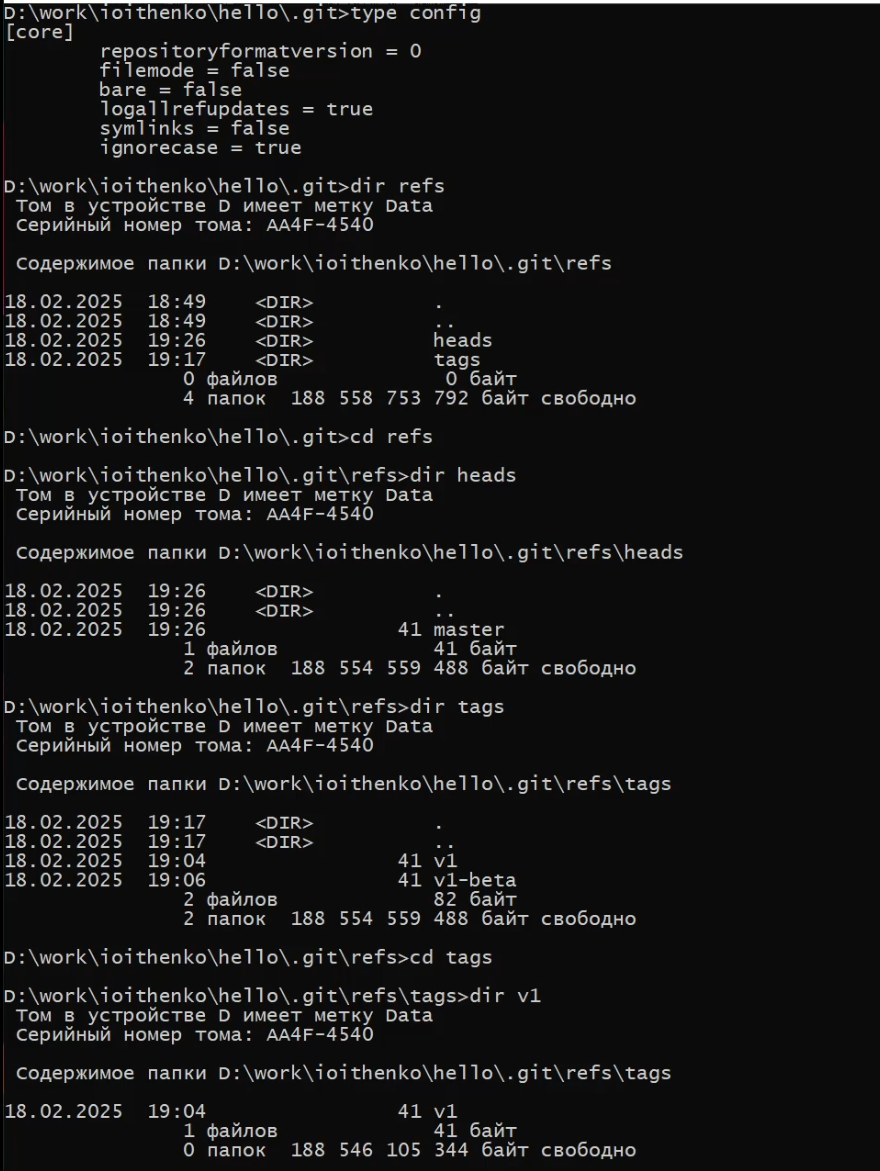 D:\work\ioithenko\hello\.git>type config
[core]
        repositoryformatversion = 0
        filemode = false
        bare = false
        logallrefupdates = true
        symlinks = false
        ignorecase = true
D:\work\ioithenko\hello\.git>dir refs
 Том в устройстве D имеет метку Data
 Серийный номер тома: AA4F-4540
 Содержимое папки D:\work\ioithenko\hello\.git\refs
18.02.2025  18:49    <DIR>          .
18.02.2025  18:49    <DIR>          ..
18.02.2025  19:26    <DIR>          heads
18.02.2025  19:17    <DIR>          tags
               0 файлов              0 байт
               4 папок  188 558 753 792 байт свободно
D:\work\ioithenko\hello\.git>cd refs
D:\work\ioithenko\hello\.git\refs>dir heads
 Том в устройстве D имеет метку Data
 Серийный номер тома: AA4F-4540
 Содержимое папки D:\work\ioithenko\hello\.git\refs\heads
18.02.2025  19:26    <DIR>          .
18.02.2025  19:26    <DIR>          ..
18.02.2025  19:26                41 master
               1 файлов             41 байт
               2 папок  188 554 559 488 байт свободно
D:\work\ioithenko\hello\.git\refs>dir tags
 Том в устройстве D имеет метку Data
 Серийный номер тома: AA4F-4540
 Содержимое папки D:\work\ioithenko\hello\.git\refs\tags
18.02.2025  19:17    <DIR>          .
18.02.2025  19:17    <DIR>          ..
18.02.2025  19:04                41 v1
18.02.2025  19:06                41 v1-beta
               2 файлов             82 байт
               2 папок  188 554 559 488 байт свободно
D:\work\ioithenko\hello\.git\refs>cd tags
D:\work\ioithenko\hello\.git\refs\tags>dir v1
 Том в устройстве D имеет метку Data
 Серийный номер тома: AA4F-4540
 Содержимое папки D:\work\ioithenko\hello\.git\refs\tags
18.02.2025  19:04                41 v1
               1 файлов             41 байт
               0 папок  188 546 105 344 байт свободно